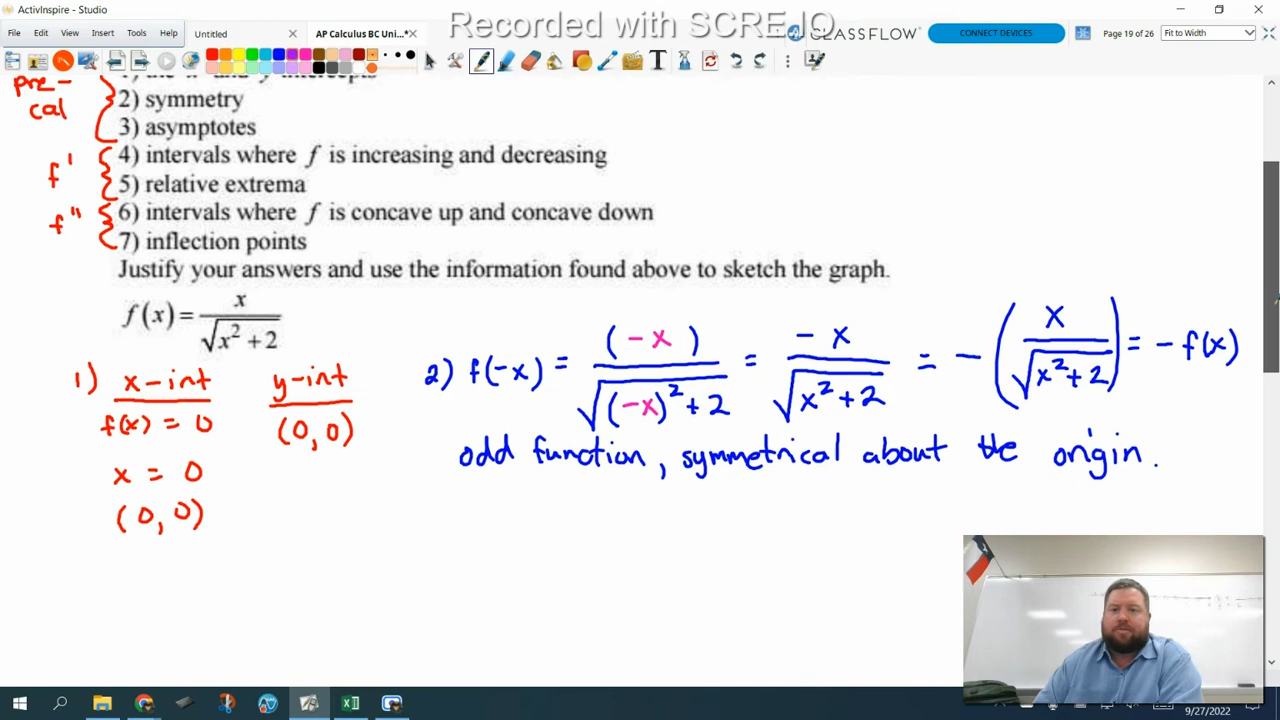 ActivInspire
Recorded with SCRE.IO
File Edit View Insert Tools Help
Untitled
AP Calculus BC Uni...*
CLASSFLOW
CONNECT DEVICES
Page 19 of 26
Fit to Width
pre-
cal
2) symmetry
3) asymptotes
f'
4) intervals where f is increasing and decreasing
5) relative extrema
f"
6) intervals where f is concave up and concave down
7) inflection points
Justify your answers and use the information found above to sketch the graph.
f(x) = x / √(x² + 2)
1) x-int
f(x) = 0
x = 0
(0, 0)
y-int
(0, 0)
2) f(-x) = (-x) / √((-x)² + 2) = -x / √(x² + 2) = -(x / √(x² + 2)) = -f(x)
odd function, symmetrical about the origin.
9/27/2022